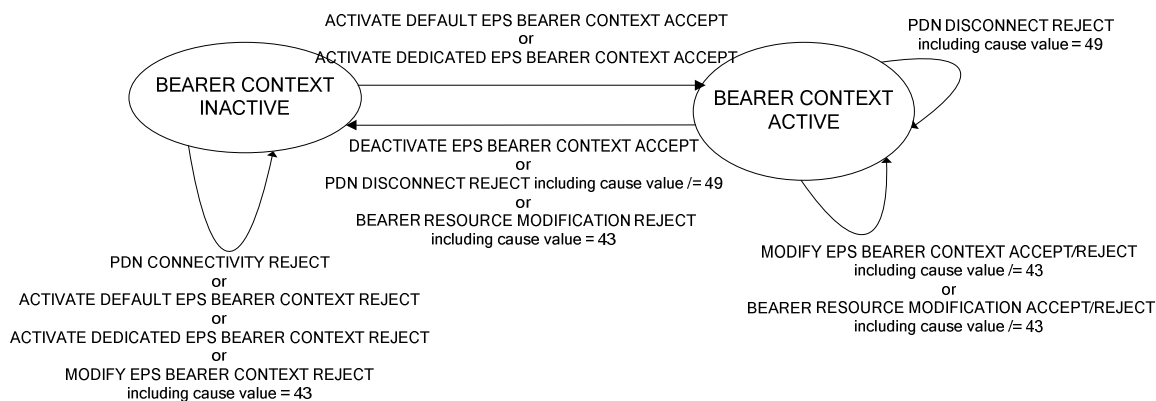 ACTIVATE DEFAULT EPS BEARER CONTEXT ACCEPT
or
ACTIVATE DEDICATED EPS BEARER CONTEXT ACCEPT
PDN DISCONNECT REJECT
including cause value = 49
BEARER CONTEXT
INACTIVE
BEARER CONTEXT
ACTIVE
DEACTIVATE EPS BEARER CONTEXT ACCEPT
or
PDN DISCONNECT REJECT including cause value /= 49
or
BEARER RESOURCE MODIFICATION REJECT
including cause value = 43
PDN CONNECTIVITY REJECT
or
ACTIVATE DEFAULT EPS BEARER CONTEXT REJECT
or
ACTIVATE DEDICATED EPS BEARER CONTEXT REJECT
or
MODIFY EPS BEARER CONTEXT REJECT
including cause value = 43
MODIFY EPS BEARER CONTEXT ACCEPT/REJECT
including cause value /= 43
or
BEARER RESOURCE MODIFICATION ACCEPT/REJECT
including cause value /= 43